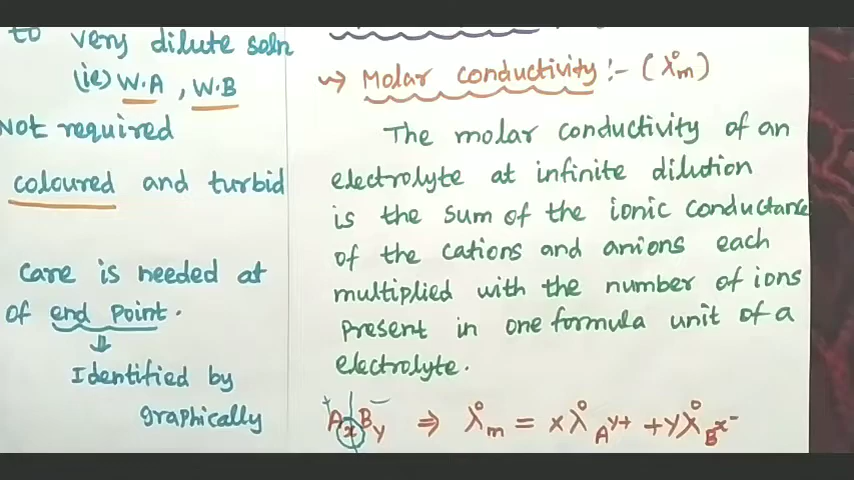 to very dilute soln
(ie) W.A , W.B
Not required
coloured and turbid
care is needed at
of end point.
⇓
Identified by
graphically
↝ Molar conductivity :- (λ°m)
The molar conductivity of an
electrolyte at infinite dilution
is the sum of the ionic conductance
of the cations and anions each
multiplied with the number of ions
present in one formula unit of a
electrolyte.
A⁺xBy⁻ ⇒ λ°m = xλ°A^y+ + yλ°B^x-